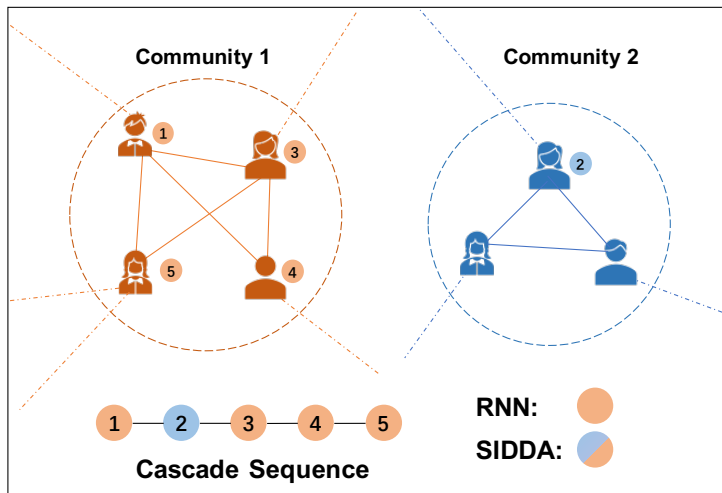 Community 1
Community 2
1
3
2
5
4
1 2 3 4 5
Cascade Sequence
RNN:
SIDDA: